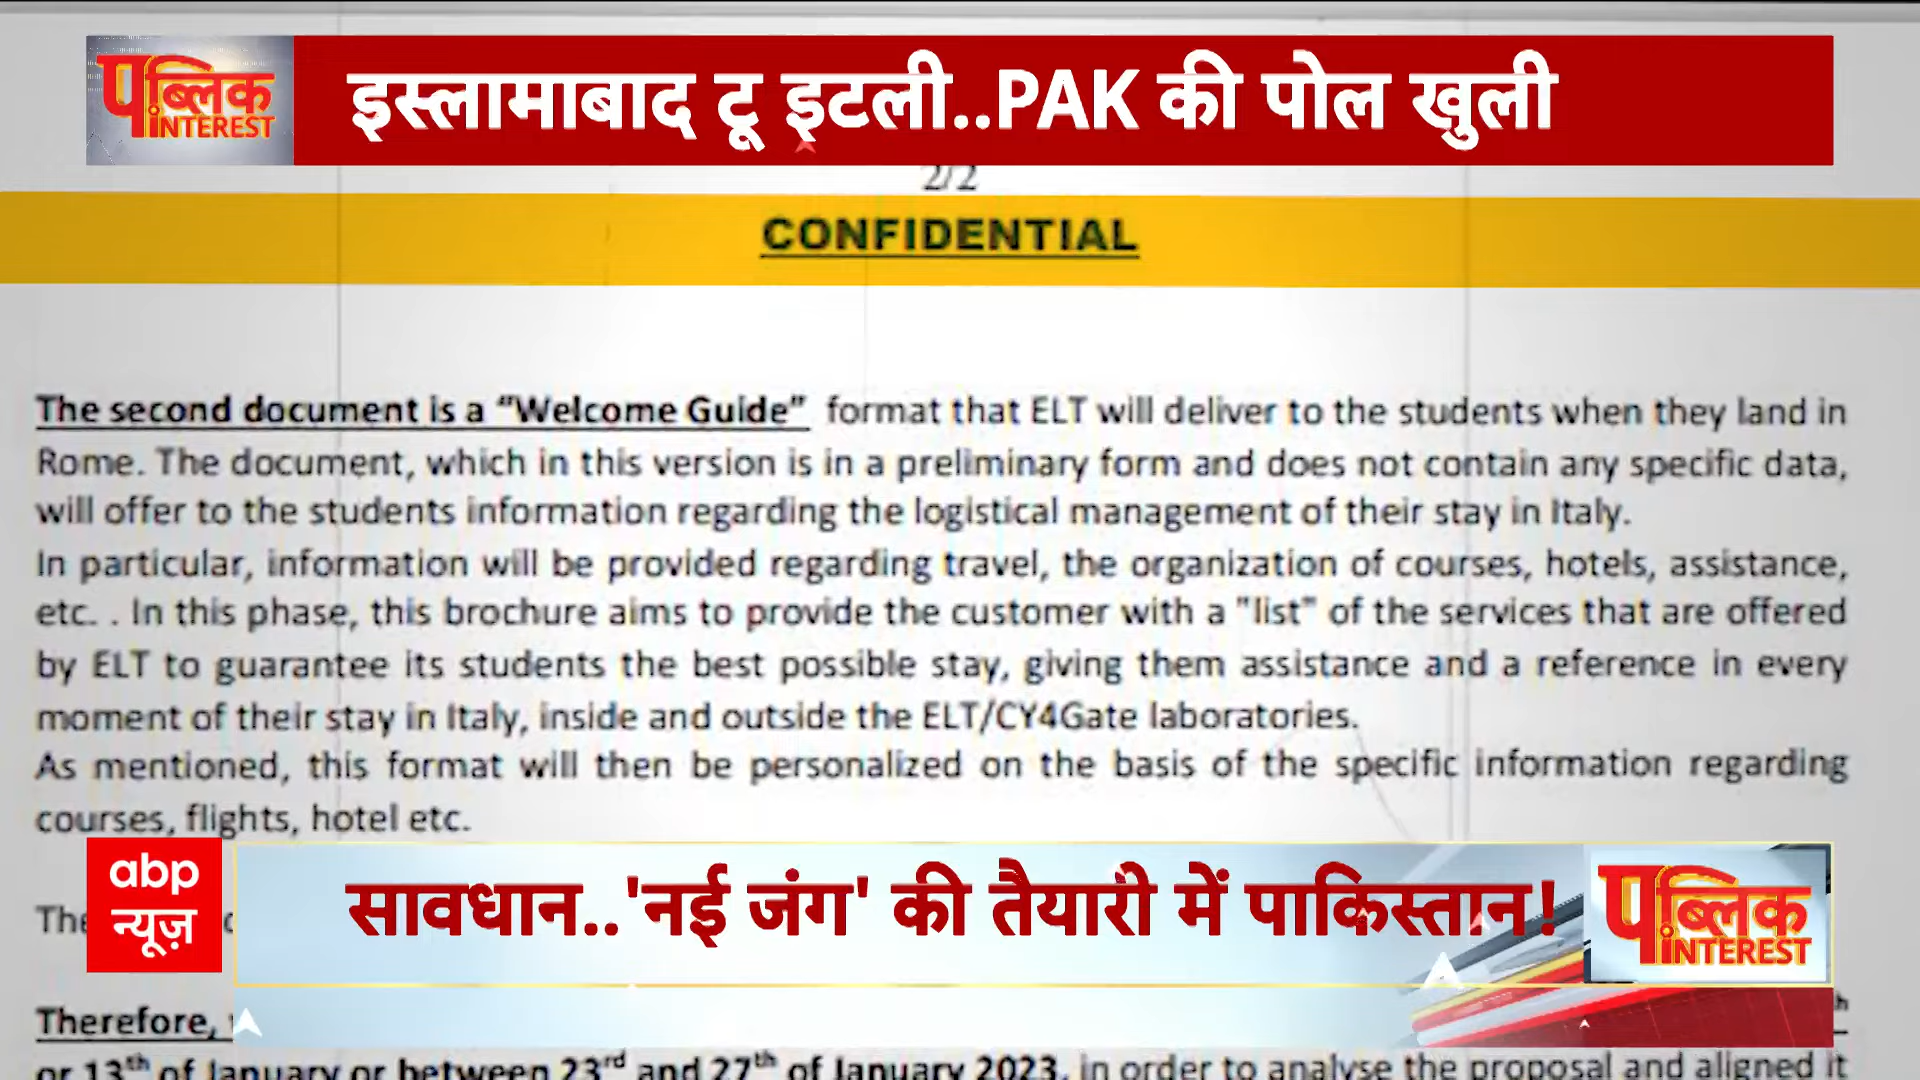 पब्लिक
INTEREST
इस्लामाबाद टू इटली..PAK की पोल खुली
2/2
CONFIDENTIAL
The second document is a “Welcome Guide” format that ELT will deliver to the students when they land in
Rome. The document, which in this version is in a preliminary form and does not contain any specific data,
will offer to the students information regarding the logistical management of their stay in Italy.
In particular, information will be provided regarding travel, the organization of courses, hotels, assistance,
etc. . In this phase, this brochure aims to provide the customer with a "list" of the services that are offered
by ELT to guarantee its students the best possible stay, giving them assistance and a reference in every
moment of their stay in Italy, inside and outside the ELT/CY4Gate laboratories.
As mentioned, this format will then be personalized on the basis of the specific information regarding
courses, flights, hotel etc.
abp
न्यूज़
सावधान..'नई जंग' की तैयारी में पाकिस्तान!
पब्लिक
INTEREST
Therefore,
or 13th of January or between 23rd and 27th of January 2023, in order to analyse the proposal and aligned it